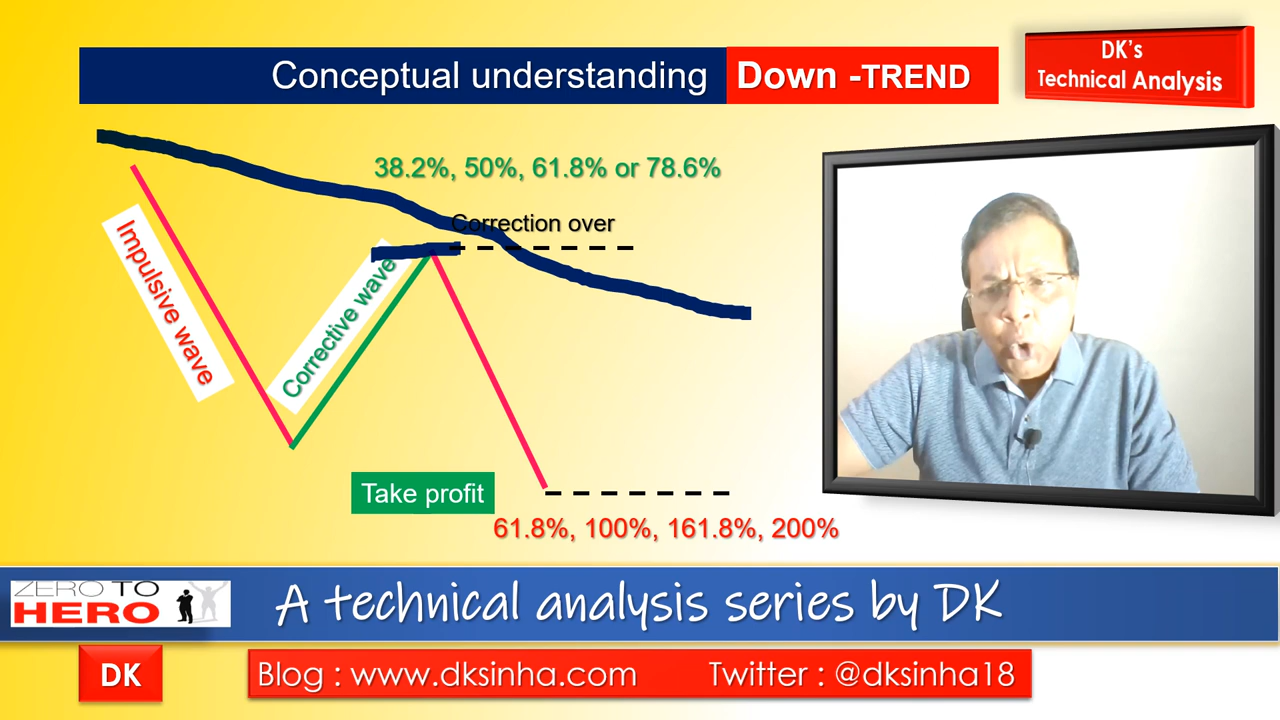 Conceptual understanding Down -TREND
DK's
Technical Analysis
38.2%, 50%, 61.8% or 78.6%
Correction over
Impulsive wave
Corrective wave
Take profit
61.8%, 100%, 161.8%, 200%
ZERO TO
HERO
A technical analysis series by DK
DK
Blog : www.dksinha.com
Twitter : @dksinha18